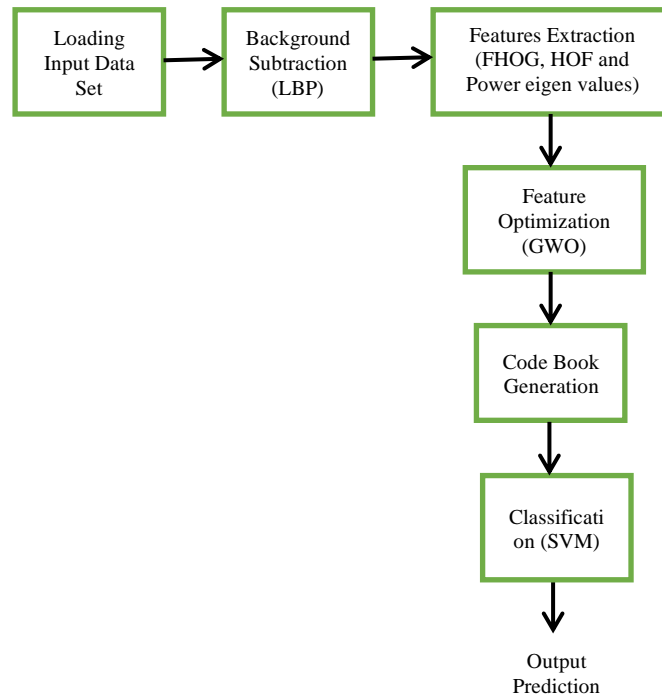 Loading
Input Data
Set
Background
Subtraction
(LBP)
Features Extraction
(FHOG, HOF and
Power eigen values)
Feature
Optimization
(GWO)
Code Book
Generation
Classificati
on (SVM)
Output
Prediction